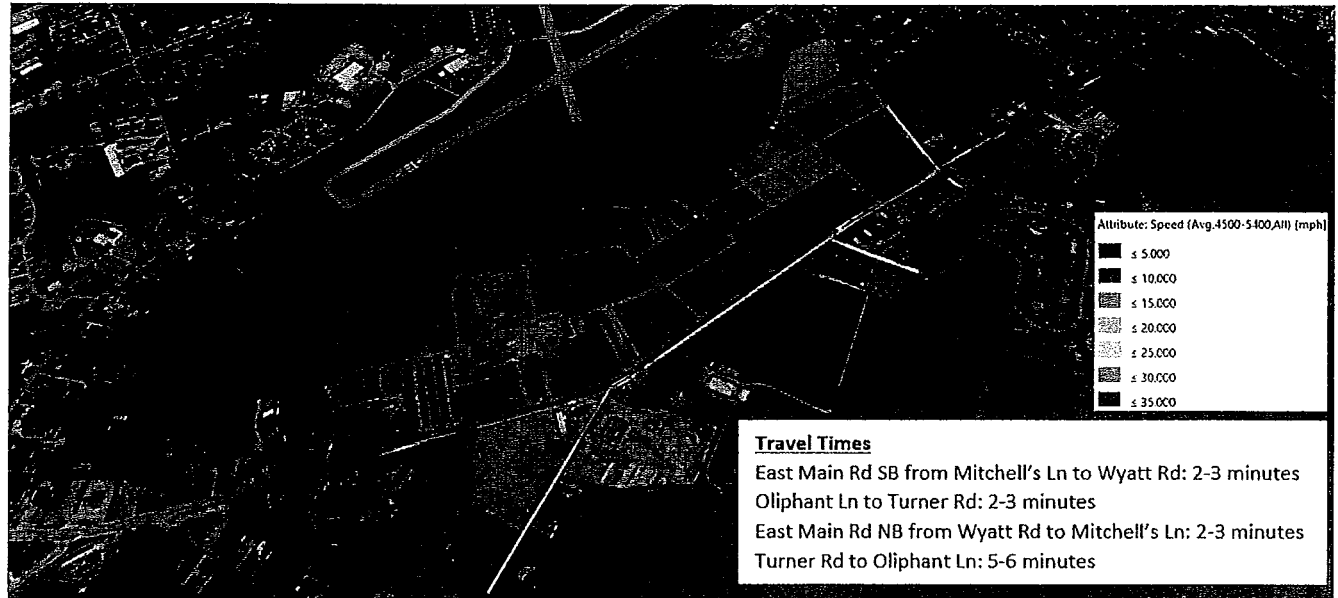 Attribute: Speed (Avg.4500-5400,All) [mph]
≤ 5.000
≤ 10.000
≤ 15.000
≤ 20.000
≤ 25.000
≤ 30.000
≤ 35.000
Travel Times
East Main Rd SB from Mitchell's Ln to Wyatt Rd: 2-3 minutes
Oliphant Ln to Turner Rd: 2-3 minutes
East Main Rd NB from Wyatt Rd to Mitchell's Ln: 2-3 minutes
Turner Rd to Oliphant Ln: 5-6 minutes